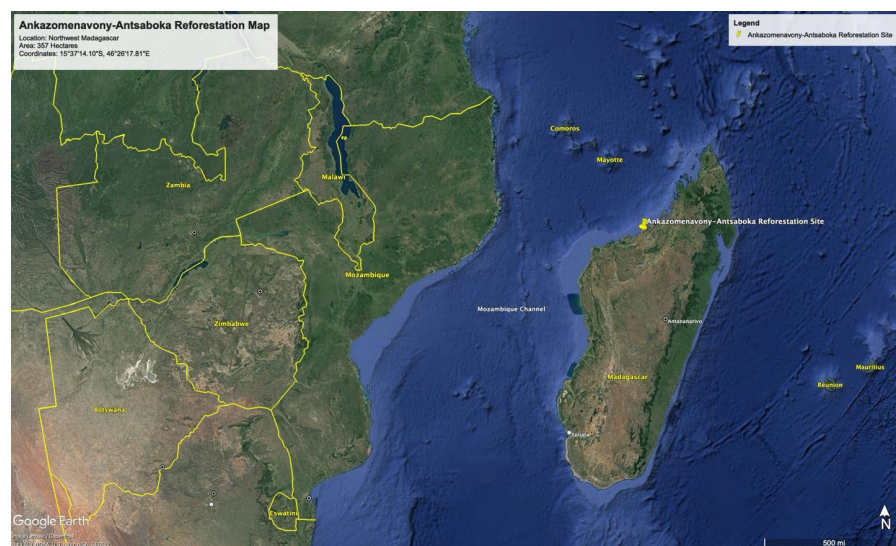 Ankazomenavony-Antsaboka Reforestation Map
Location: Northwest Madagascar
Area: 357 Hectares
Coordinates: 15°37'14.10"S, 46°26'17.81"E
Legend
Ankazomenavony-Antsaboka Reforestation Site
Comoros
Mayotte
Malawi
Zambia
Ankazomenavony-Antsaboka Reforestation Site
Mozambique
Mozambique Channel
Zimbabwe
Antananarivo
Madagascar
Mauritius
Réunion
Botswana
Toliara
Eswatini
Google Earth
N
500 mi